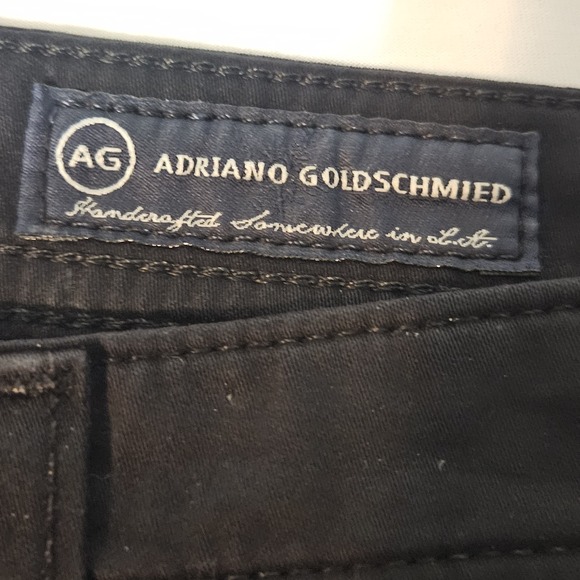 AG ADRIANO GOLDSCHMIED
Handcrafted Somewhere in L.A.